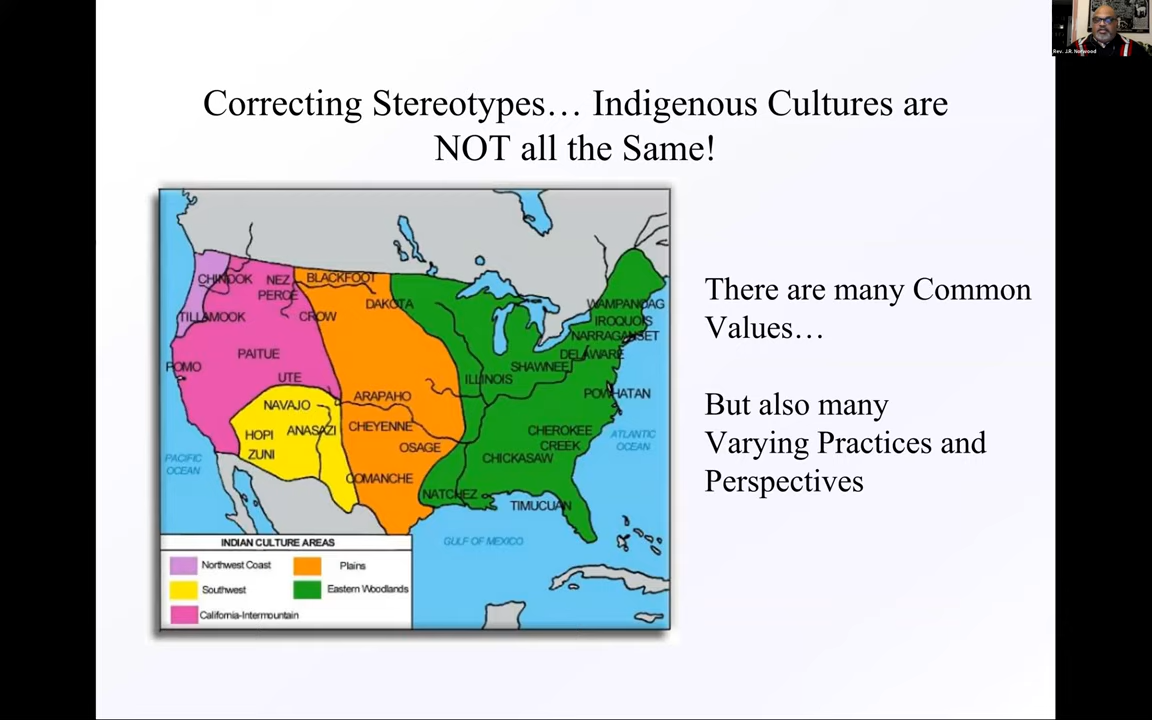 Rev. J.R. Norwood
Correcting Stereotypes… Indigenous Cultures are
NOT all the Same!
CHINOOK
NEZ
PERCE
BLACKFOOT
DAKOTA
TILLAMOOK
CROW
PAITUE
POMO
UTE
NAVAJO
HOPI
ANASAZI
ZUNI
ARAPAHO
CHEYENNE
OSAGE
COMANCHE
WAMPANOAG
IROQUOIS
NARRAGANSET
DELAWARE
SHAWNEE
ILLINOIS
POWHATAN
CHEROKEE
CREEK
CHICKASAW
NATCHEZ
TIMUCUAN
PACIFIC
OCEAN
ATLANTIC
OCEAN
GULF OF MEXICO
INDIAN CULTURE AREAS
Northwest Coast
Plains
Southwest
Eastern Woodlands
California-Intermountain
There are many Common
Values…
But also many
Varying Practices and
Perspectives